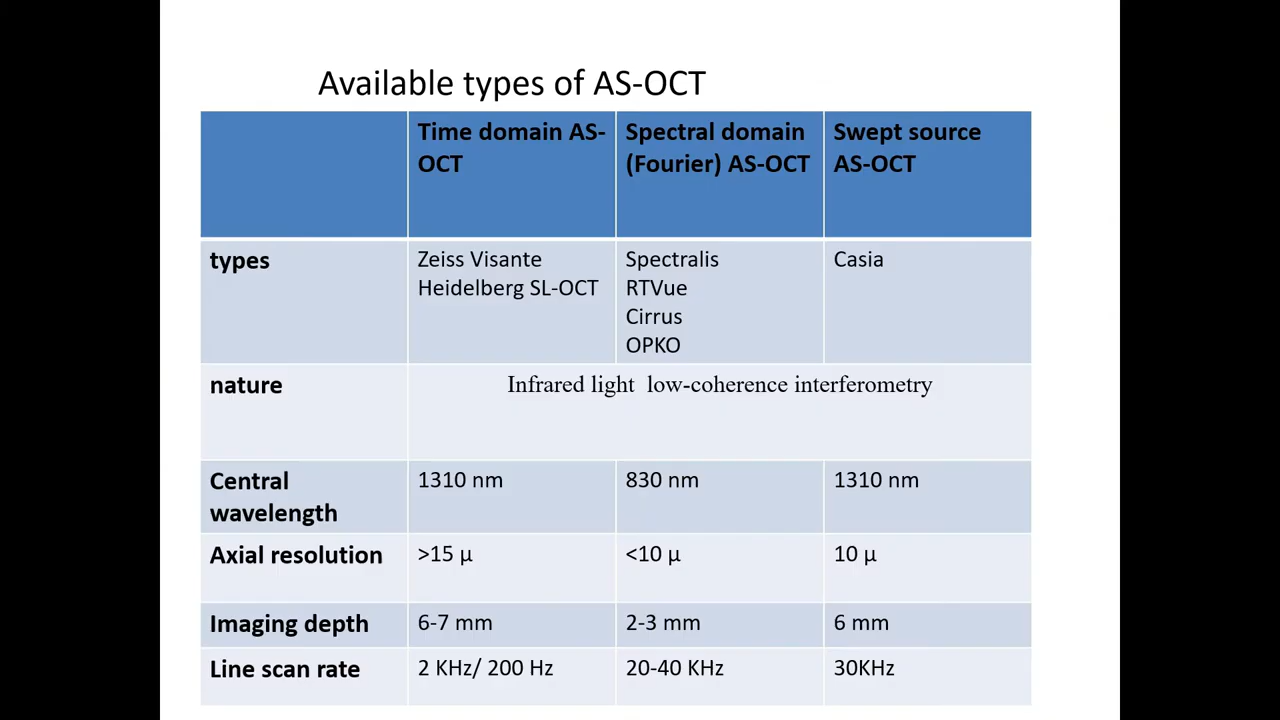 Available types of AS-OCT
Time domain AS-
OCT
Spectral domain
(Fourier) AS-OCT
Swept source
AS-OCT
types
Zeiss Visante
Heidelberg SL-OCT
Spectralis
RTVue
Cirrus
OPKO
Casia
nature
Infrared light low-coherence interferometry
Central
wavelength
1310 nm
830 nm
1310 nm
Axial resolution
>15 µ
<10 µ
10 µ
Imaging depth
6-7 mm
2-3 mm
6 mm
Line scan rate
2 KHz/ 200 Hz
20-40 KHz
30KHz